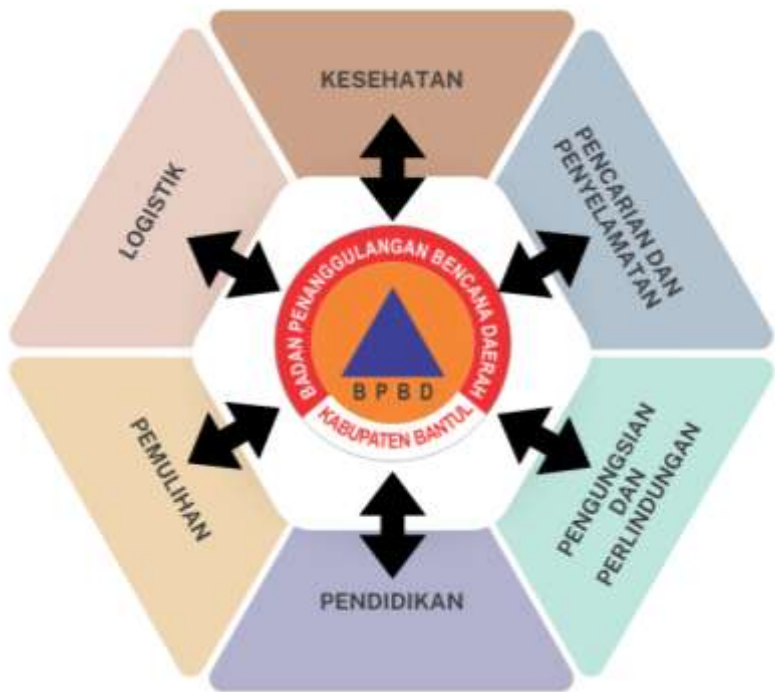 KESEHATAN
PENCARIAN DAN
PENYELAMATAN
PENGUNGSIAN
DAN
PERLINDUNGAN
PENDIDIKAN
PEMULIHAN
LOGISTIK
BADAN PENANGGULANGAN BENCANA DAERAH
BPBD
KABUPATEN BANTUL